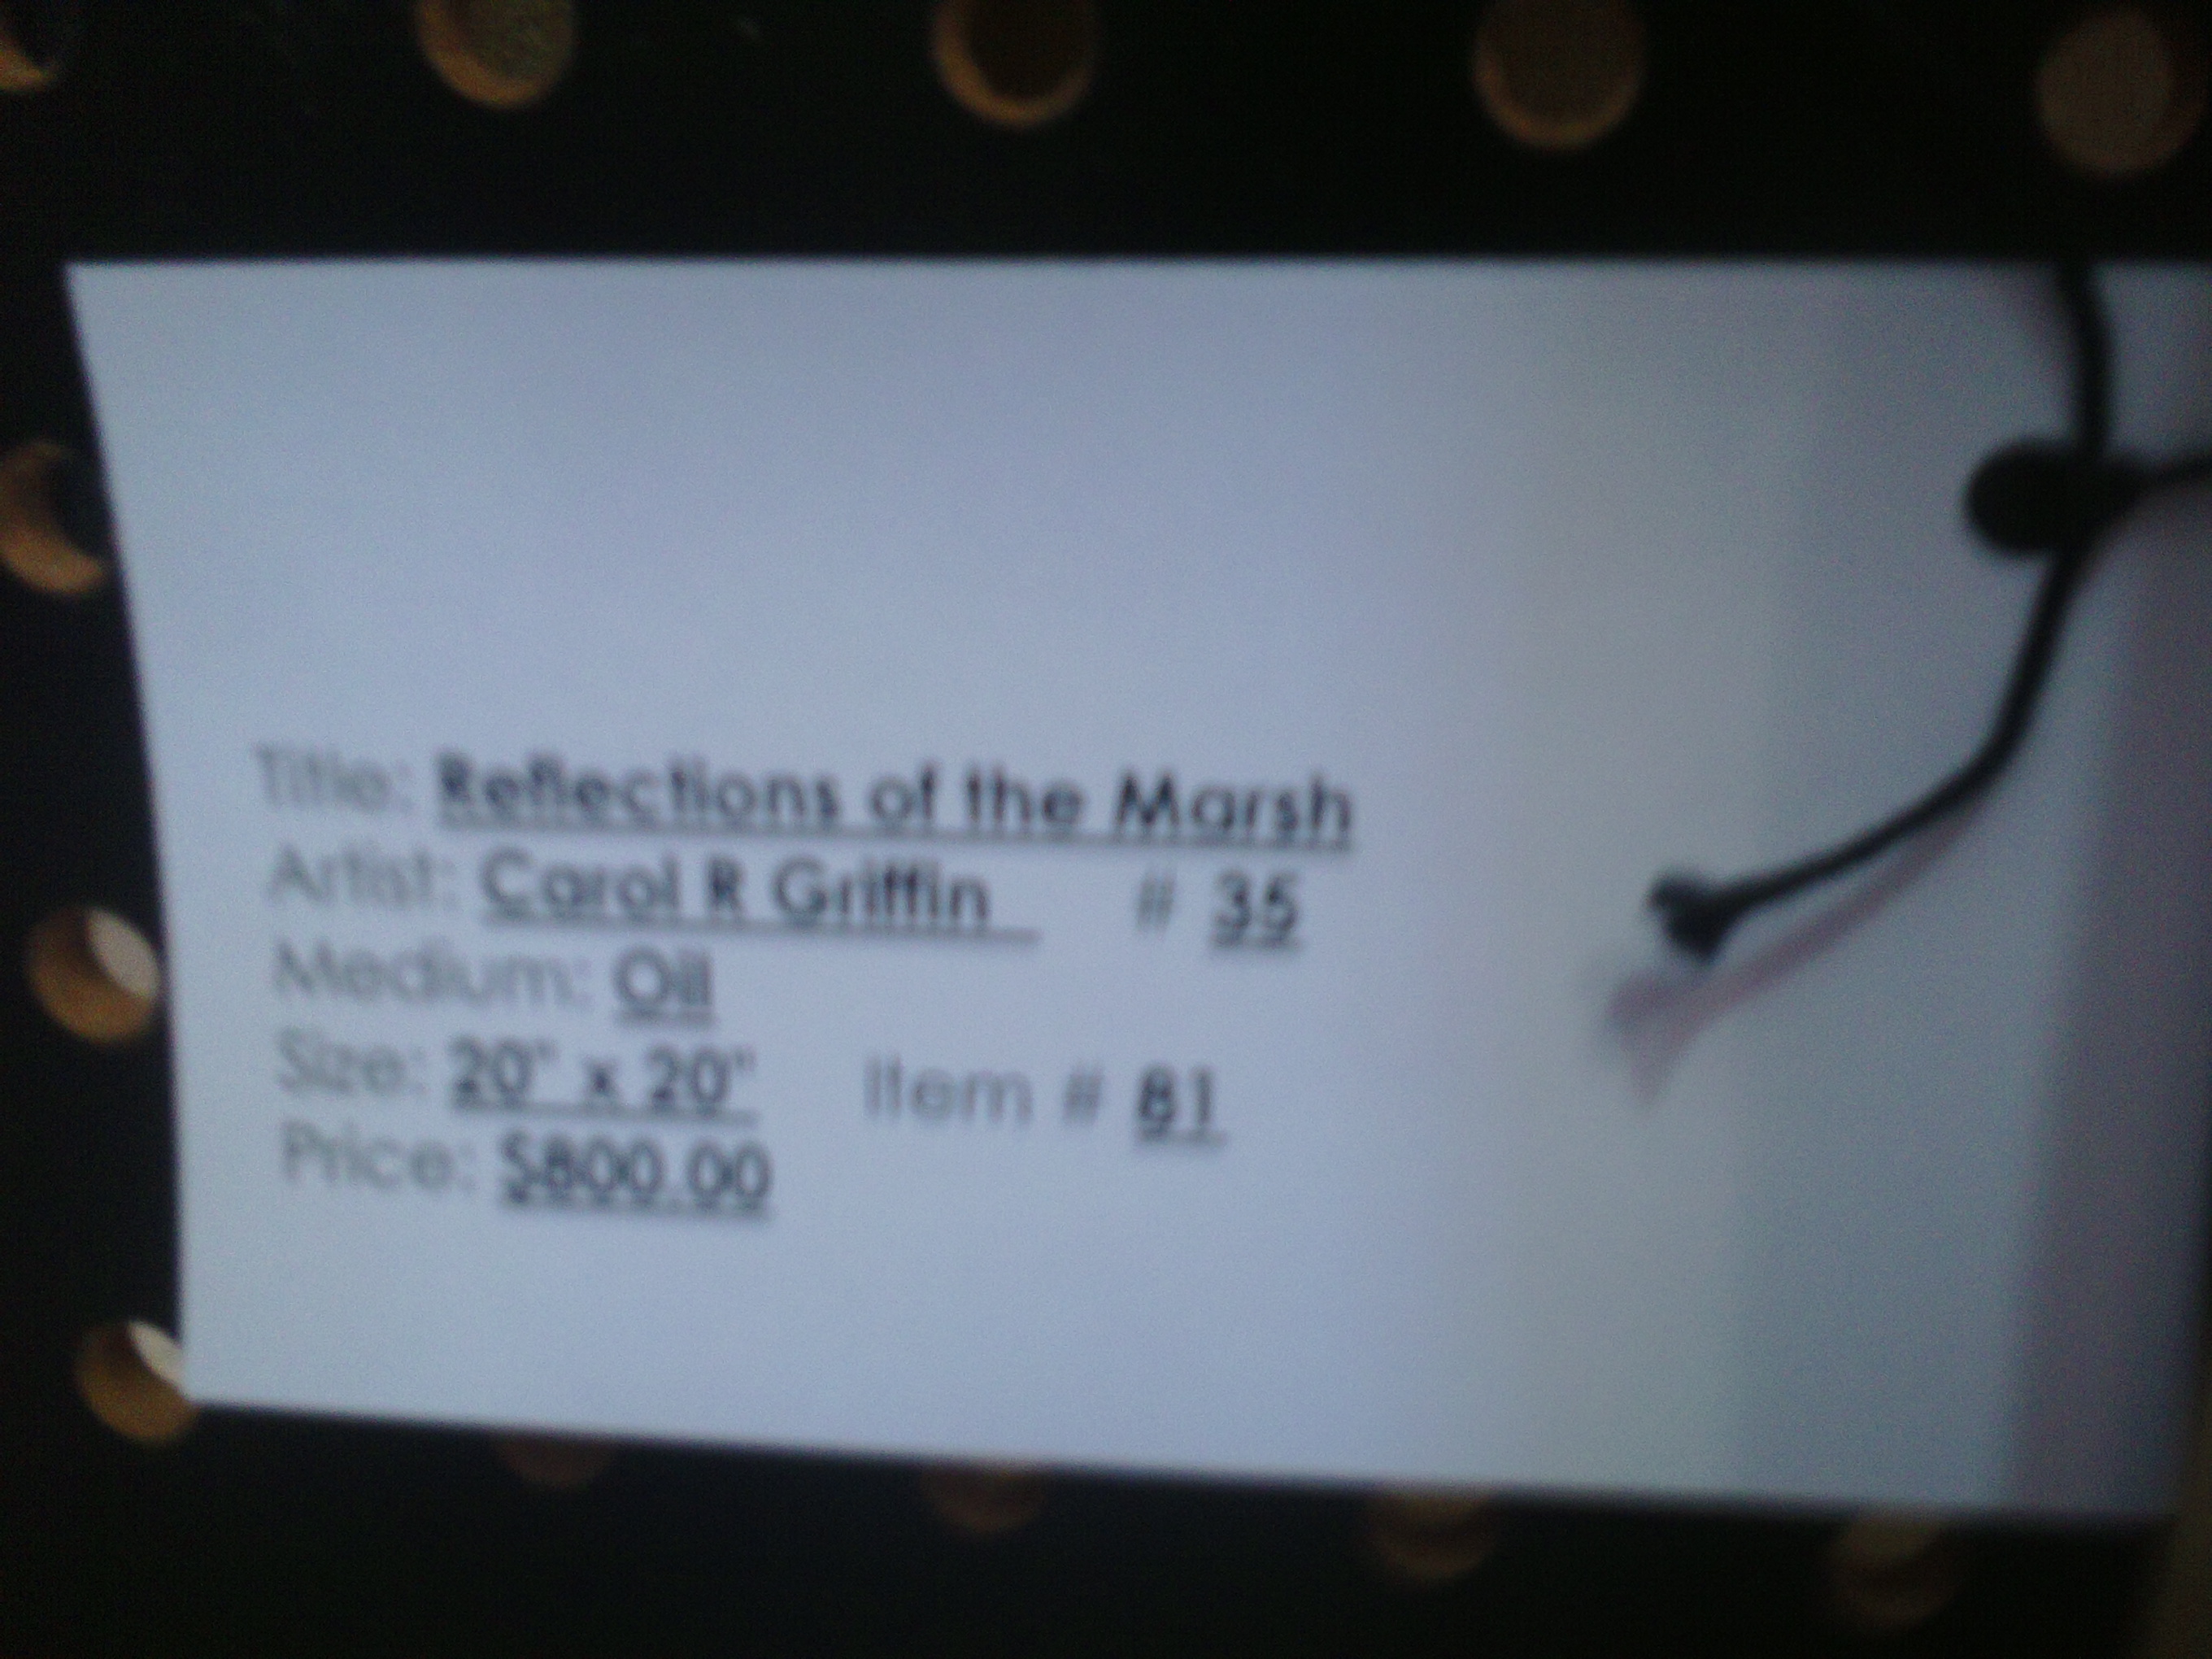 Title: Reflections of the Marsh
Artist: Carol R Griffin # 35
Medium: Oil
Size: 20" x 20" Item # 81
Price: $800.00